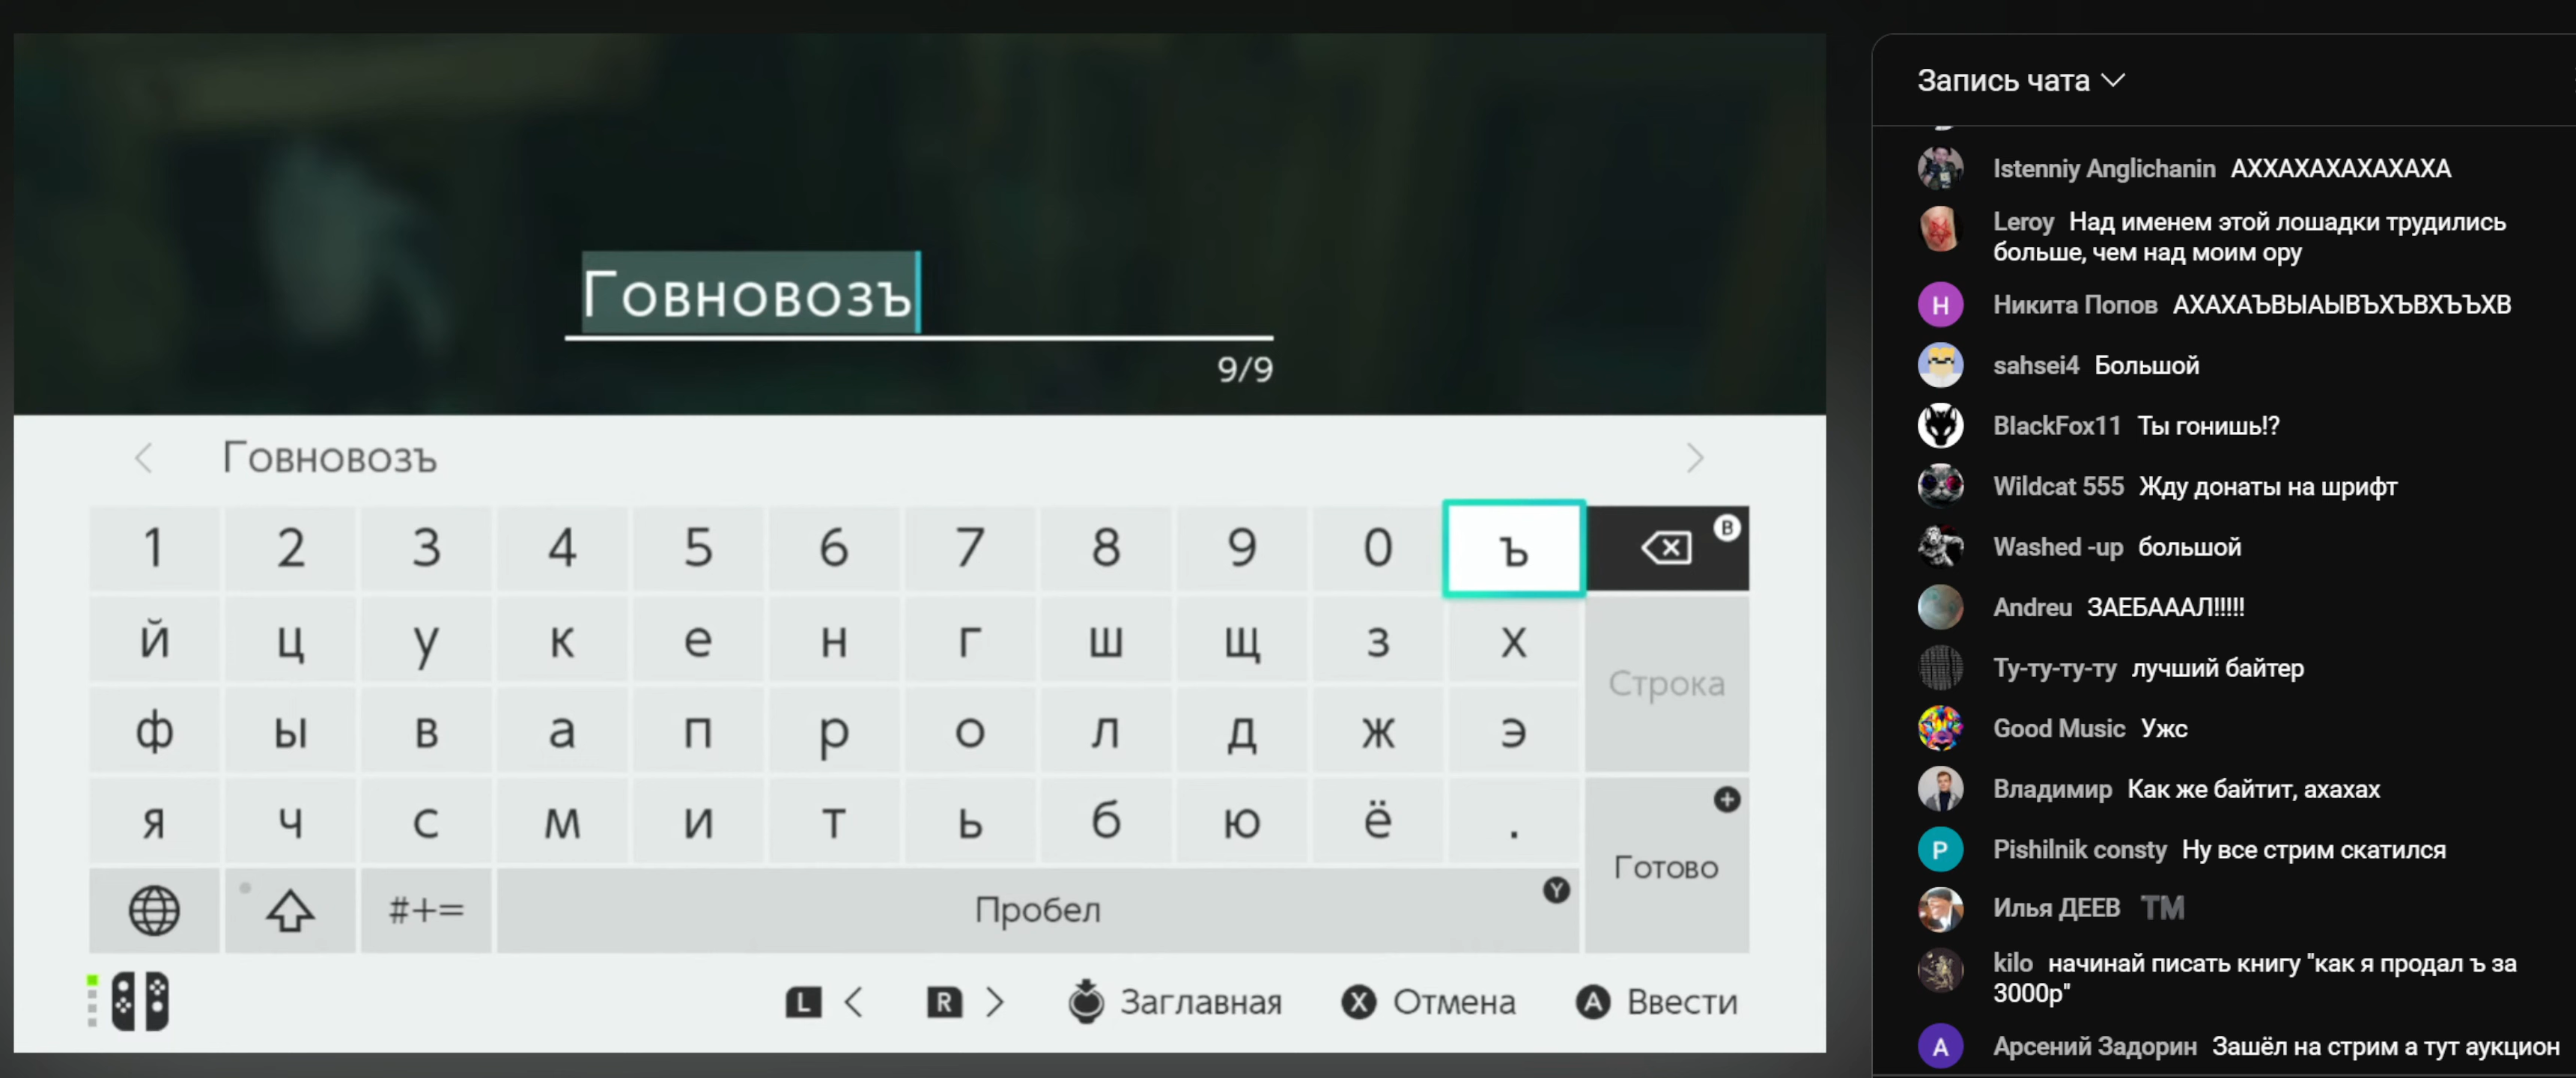 Говновозъ
9/9
Говновозъ
1 2 3 4 5 6 7 8 9 0 ъ B
й ц у к е н г ш щ з х
Строка
ф ы в а п р о л д ж э
я ч с м и т ь б ю ё .
Готово
#+= Пробел Y
L < R > Заглавная X Отмена A Ввести
Запись чата
Istenniy Anglichanin АХХАХАХАХАХАХА
Leroy Над именем этой лошадки трудились
больше, чем над моим ору
Н Никита Попов АХАХАЪВЫАЫВЪХЪВХЪЪХВ
sahsei4 Большой
BlackFox11 Ты гонишь!?
Wildcat 555 Жду донаты на шрифт
Washed -up большой
Andreu ЗАЕБАААЛ!!!!!
Ту-ту-ту-ту лучший байтер
Good Music Ужс
Владимир Как же байтит, ахахах
P Pishilnik consty Ну все стрим скатился
Илья ДЕЕВ TM
kilo начинай писать книгу "как я продал ъ за
3000р"
А Арсений Задорин Зашёл на стрим а тут аукцион